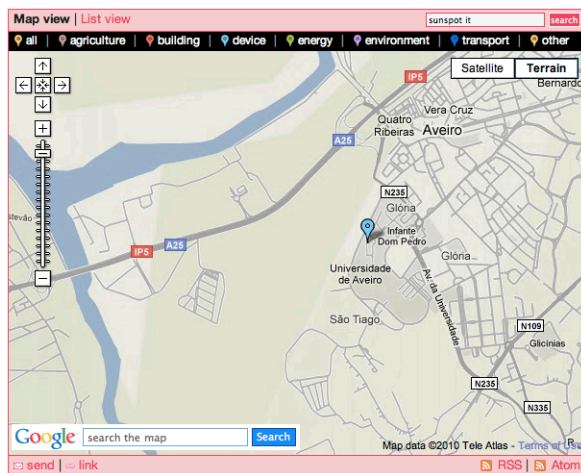 Map view | List view
sunspot it
search
all | agriculture | building | device | energy | environment | transport | other
Satellite
Terrain
IP5
Bernardo
Vera Cruz
Quatro
Ribeiras
Aveiro
A25
N235
Glória
Infante
Dom Pedro
Glória
stevão
IP5
A25
Universidade
de Aveiro
Av. da Universidade
São Tiago
N109
Glicínias
N235
N335
Google
search the map
Search
Map data ©2010 Tele Atlas - Terms of Use
send | link
RSS | Atom